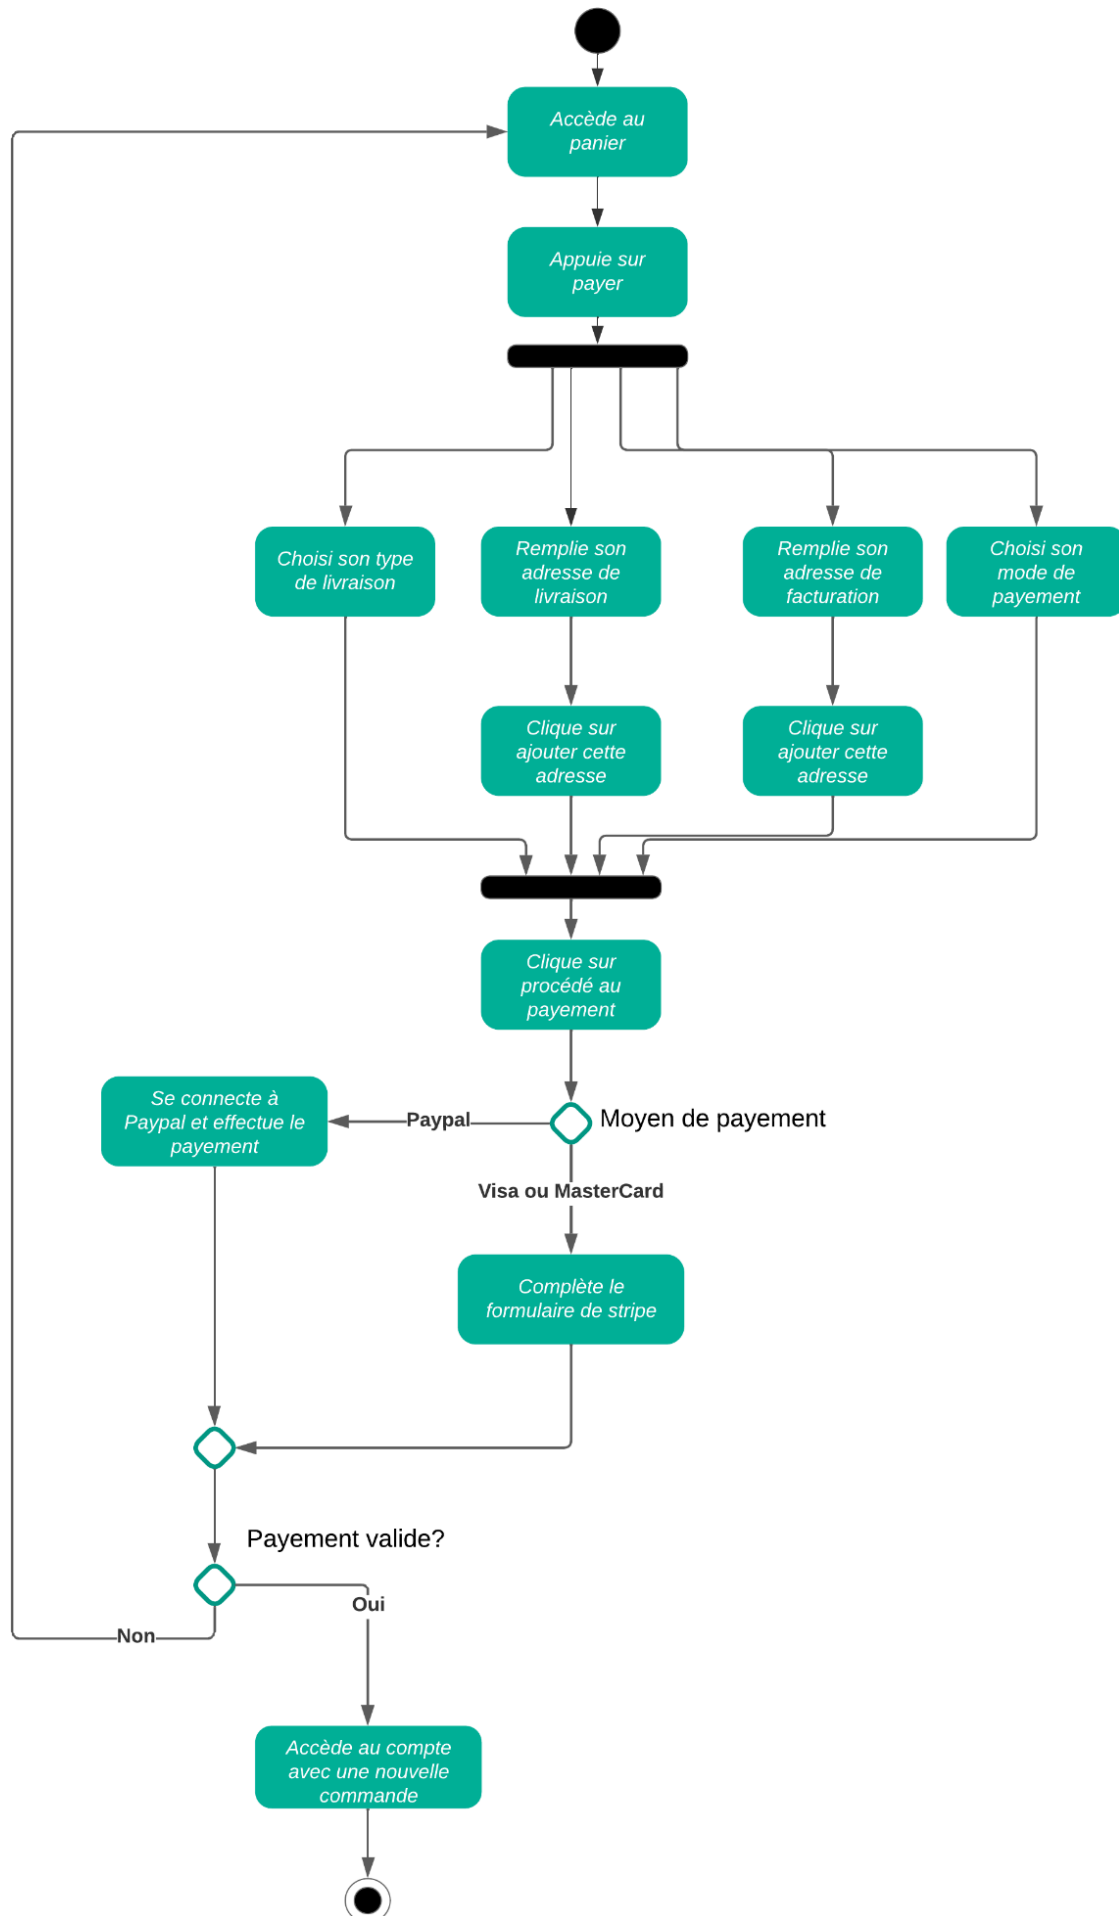 Accède au
panier
Appuie sur
payer
Choisi son type
de livraison
Remplie son
adresse de
livraison
Remplie son
adresse de
facturation
Choisi son
mode de
payement
Clique sur
ajouter cette
adresse
Clique sur
ajouter cette
adresse
Clique sur
procédé au
payement
Se connecte à
Paypal et effectue le
payement
Paypal
Moyen de payement
Visa ou MasterCard
Complète le
formulaire de stripe
Payement valide?
Oui
Non
Accède au compte
avec une nouvelle
commande